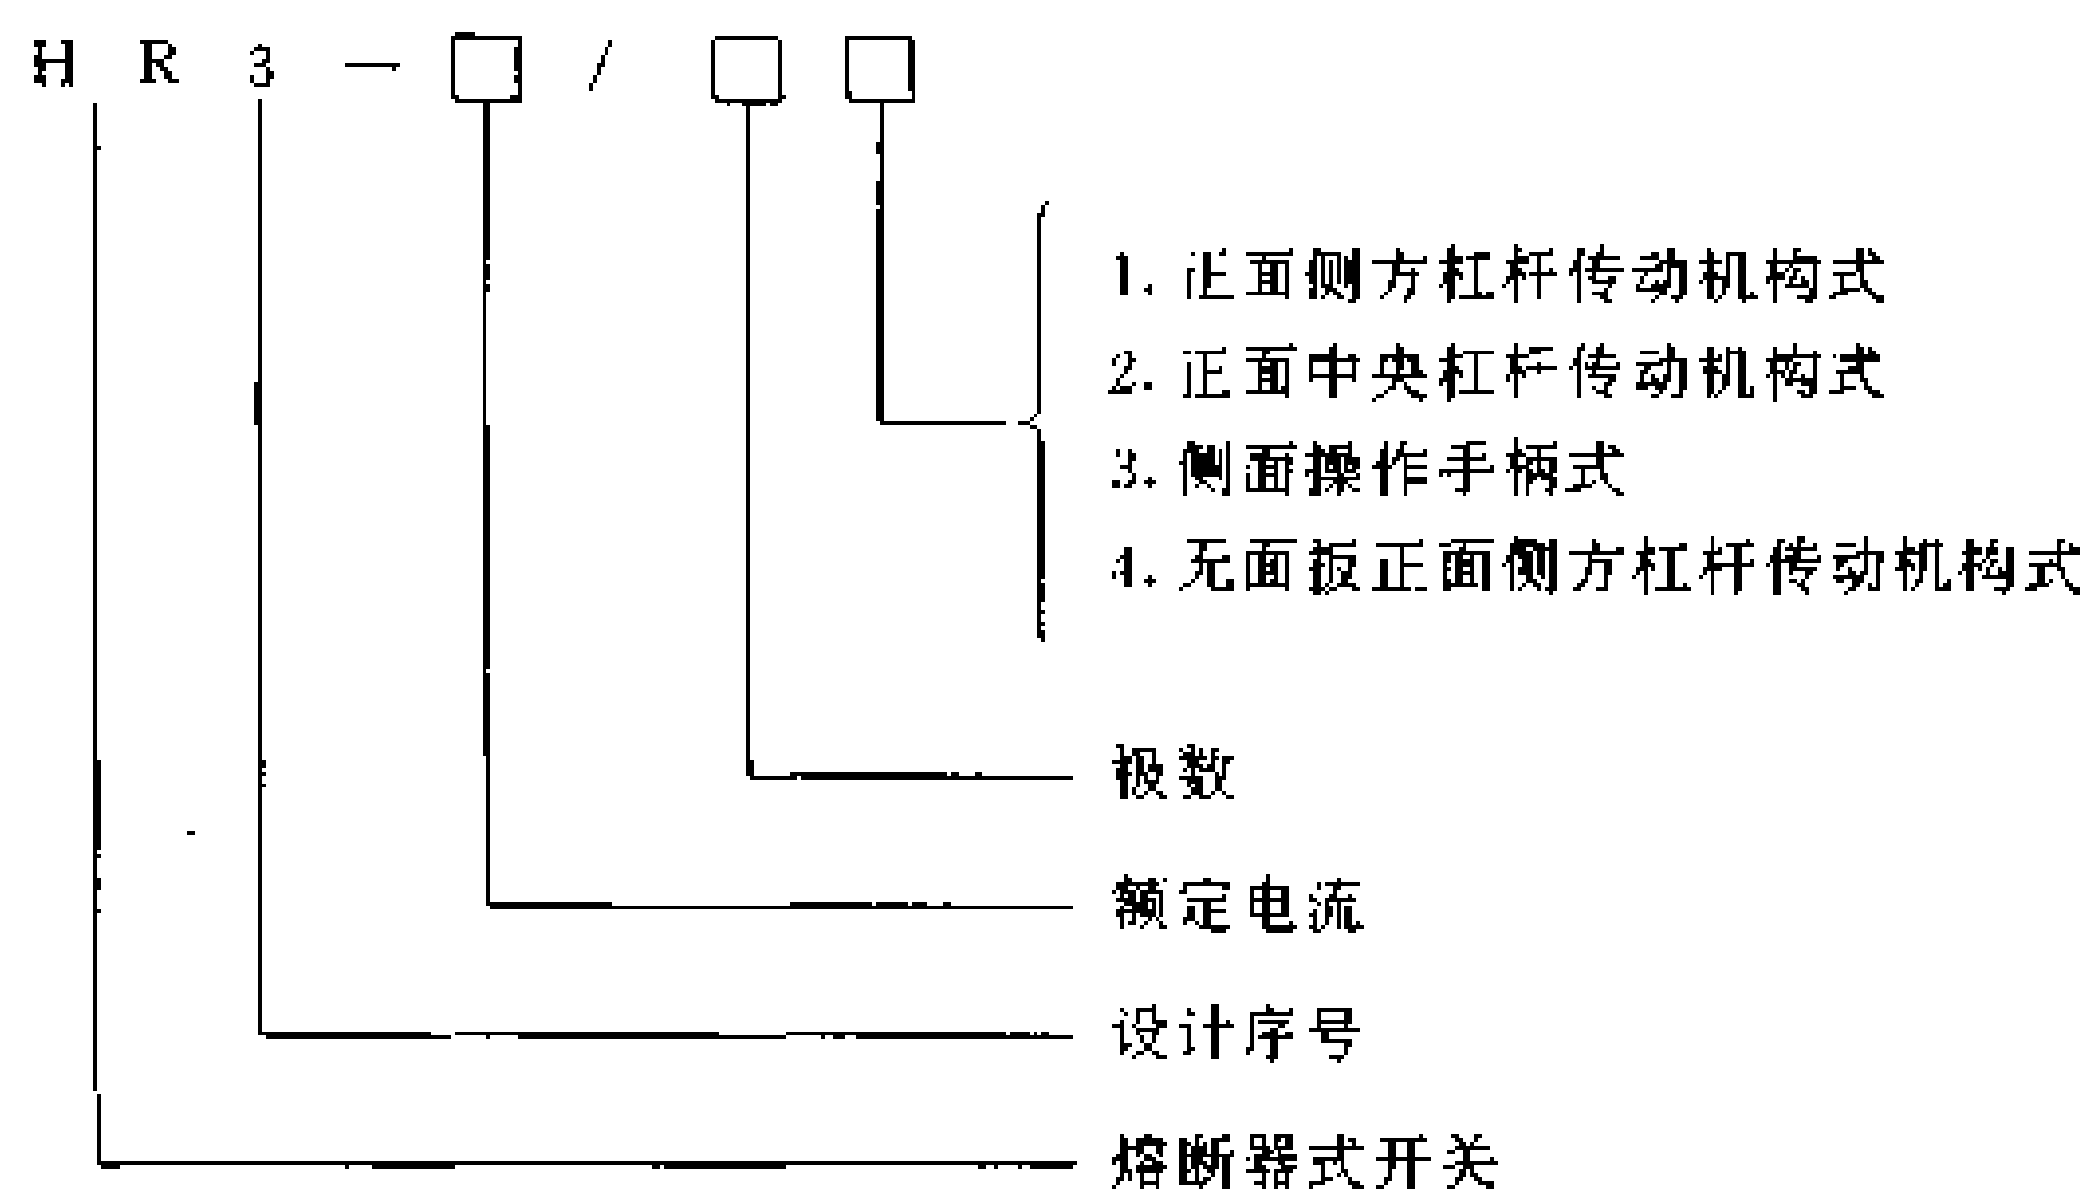 HR3-□/□□
1. 正面侧方杠杆传动机构式
2. 正面中央杠杆传动机构式
3. 侧面操作手柄式
4. 无面板正面侧方杠杆传动机构式
极数
额定电流
设计序号
熔断器式开关